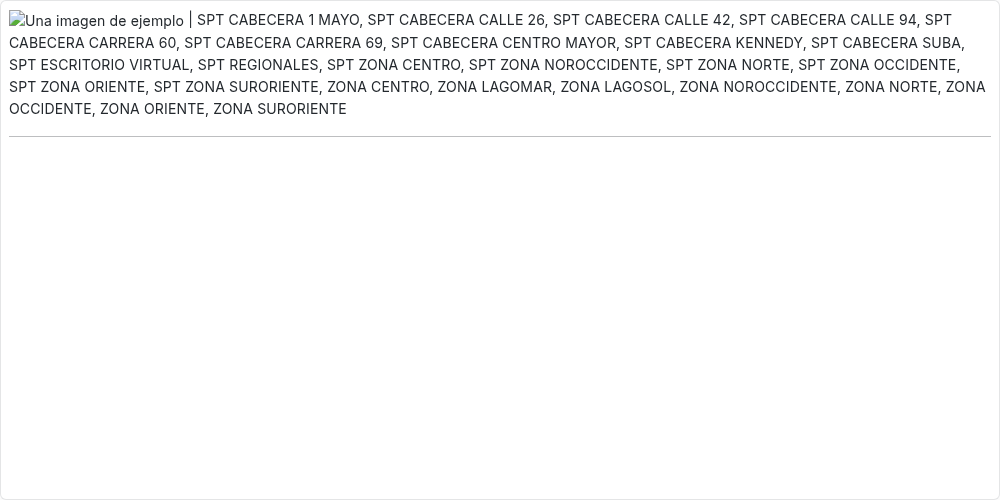 Una imagen de ejemplo | SPT CABECERA 1 MAYO, SPT CABECERA CALLE 26, SPT CABECERA CALLE 42, SPT CABECERA CALLE 94, SPT
CABECERA CARRERA 60, SPT CABECERA CARRERA 69, SPT CABECERA CENTRO MAYOR, SPT CABECERA KENNEDY, SPT CABECERA SUBA,
SPT ESCRITORIO VIRTUAL, SPT REGIONALES, SPT ZONA CENTRO, SPT ZONA NOROCCIDENTE, SPT ZONA NORTE, SPT ZONA OCCIDENTE,
SPT ZONA ORIENTE, SPT ZONA SURORIENTE, ZONA CENTRO, ZONA LAGOMAR, ZONA LAGOSOL, ZONA NOROCCIDENTE, ZONA NORTE, ZONA
OCCIDENTE, ZONA ORIENTE, ZONA SURORIENTE